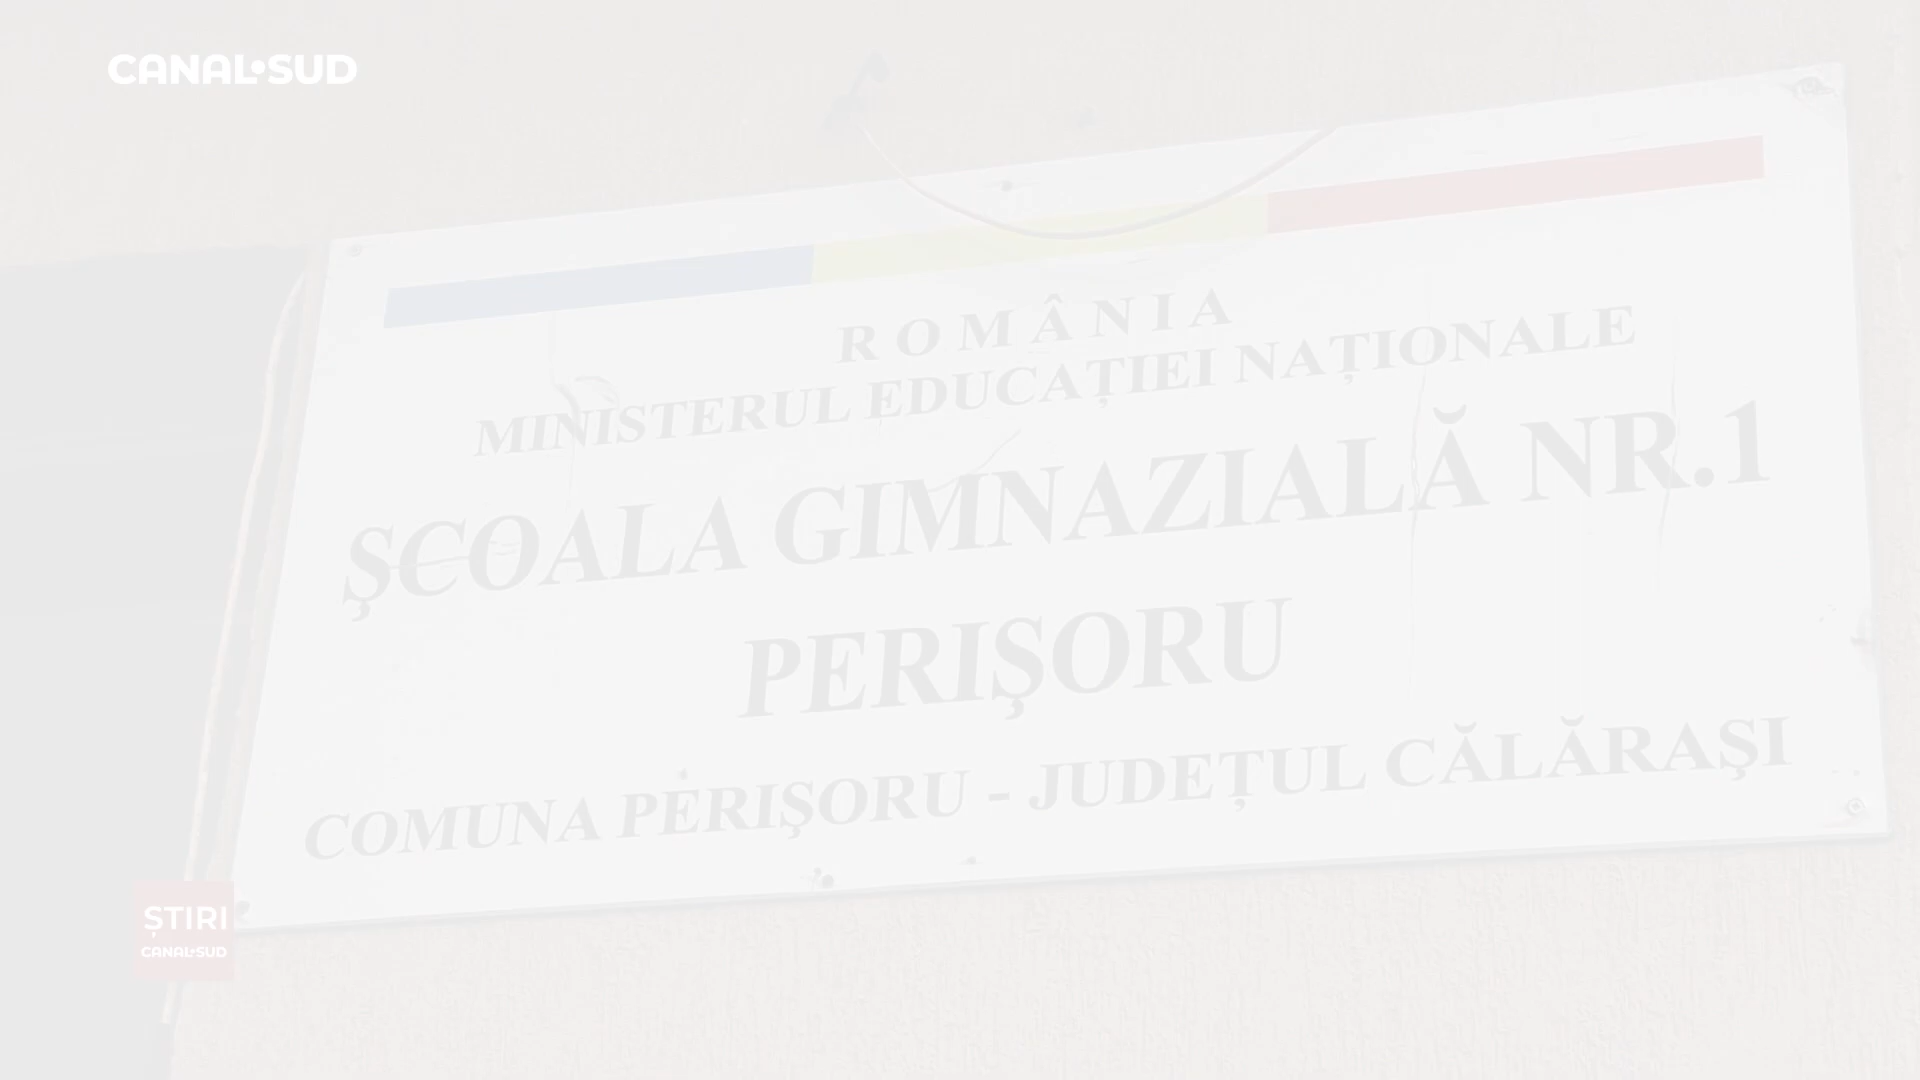 CANAL•SUD
ROMÂNIA
MINISTERUL EDUCAȚIEI NAȚIONALE
ŞCOALA GIMNAZIALĂ NR.1
PERIŞORU
COMUNA PERIŞORU - JUDEȚUL CĂLĂRAŞI
ȘTIRI
CANAL•SUD